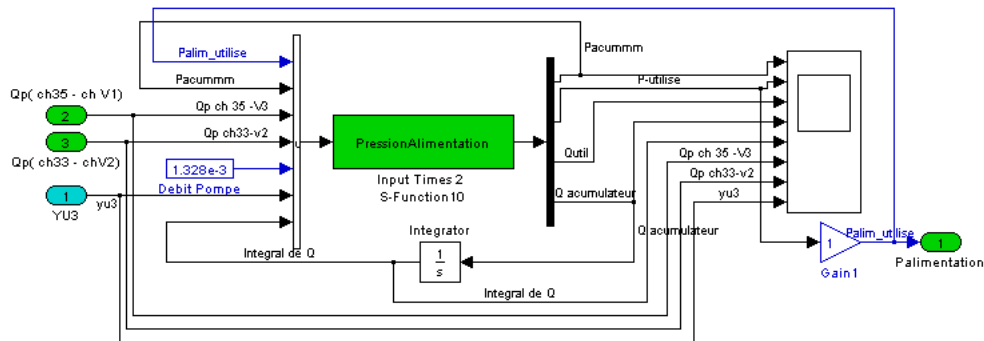 Palim_utilise
Pacummm
Pacummm
P-utilise
Qp( ch35 - ch V1)
2
Qp ch 35 -V3
3
Qp ch33-v2
Qp( ch33 - chV2)
1.328e-3
Debit Pompe
1
yu3
YU3
u
PressionAlimentation
Input Times 2
S-Function10
Qutil
Q acumulateur
Qp ch 35 -V3
Qp ch33-v2
yu3
Q acumulateur
Integral de Q
Integrator
1
s
Integral de Q
1
Gain1
Palim_utilise
1
Palimentation